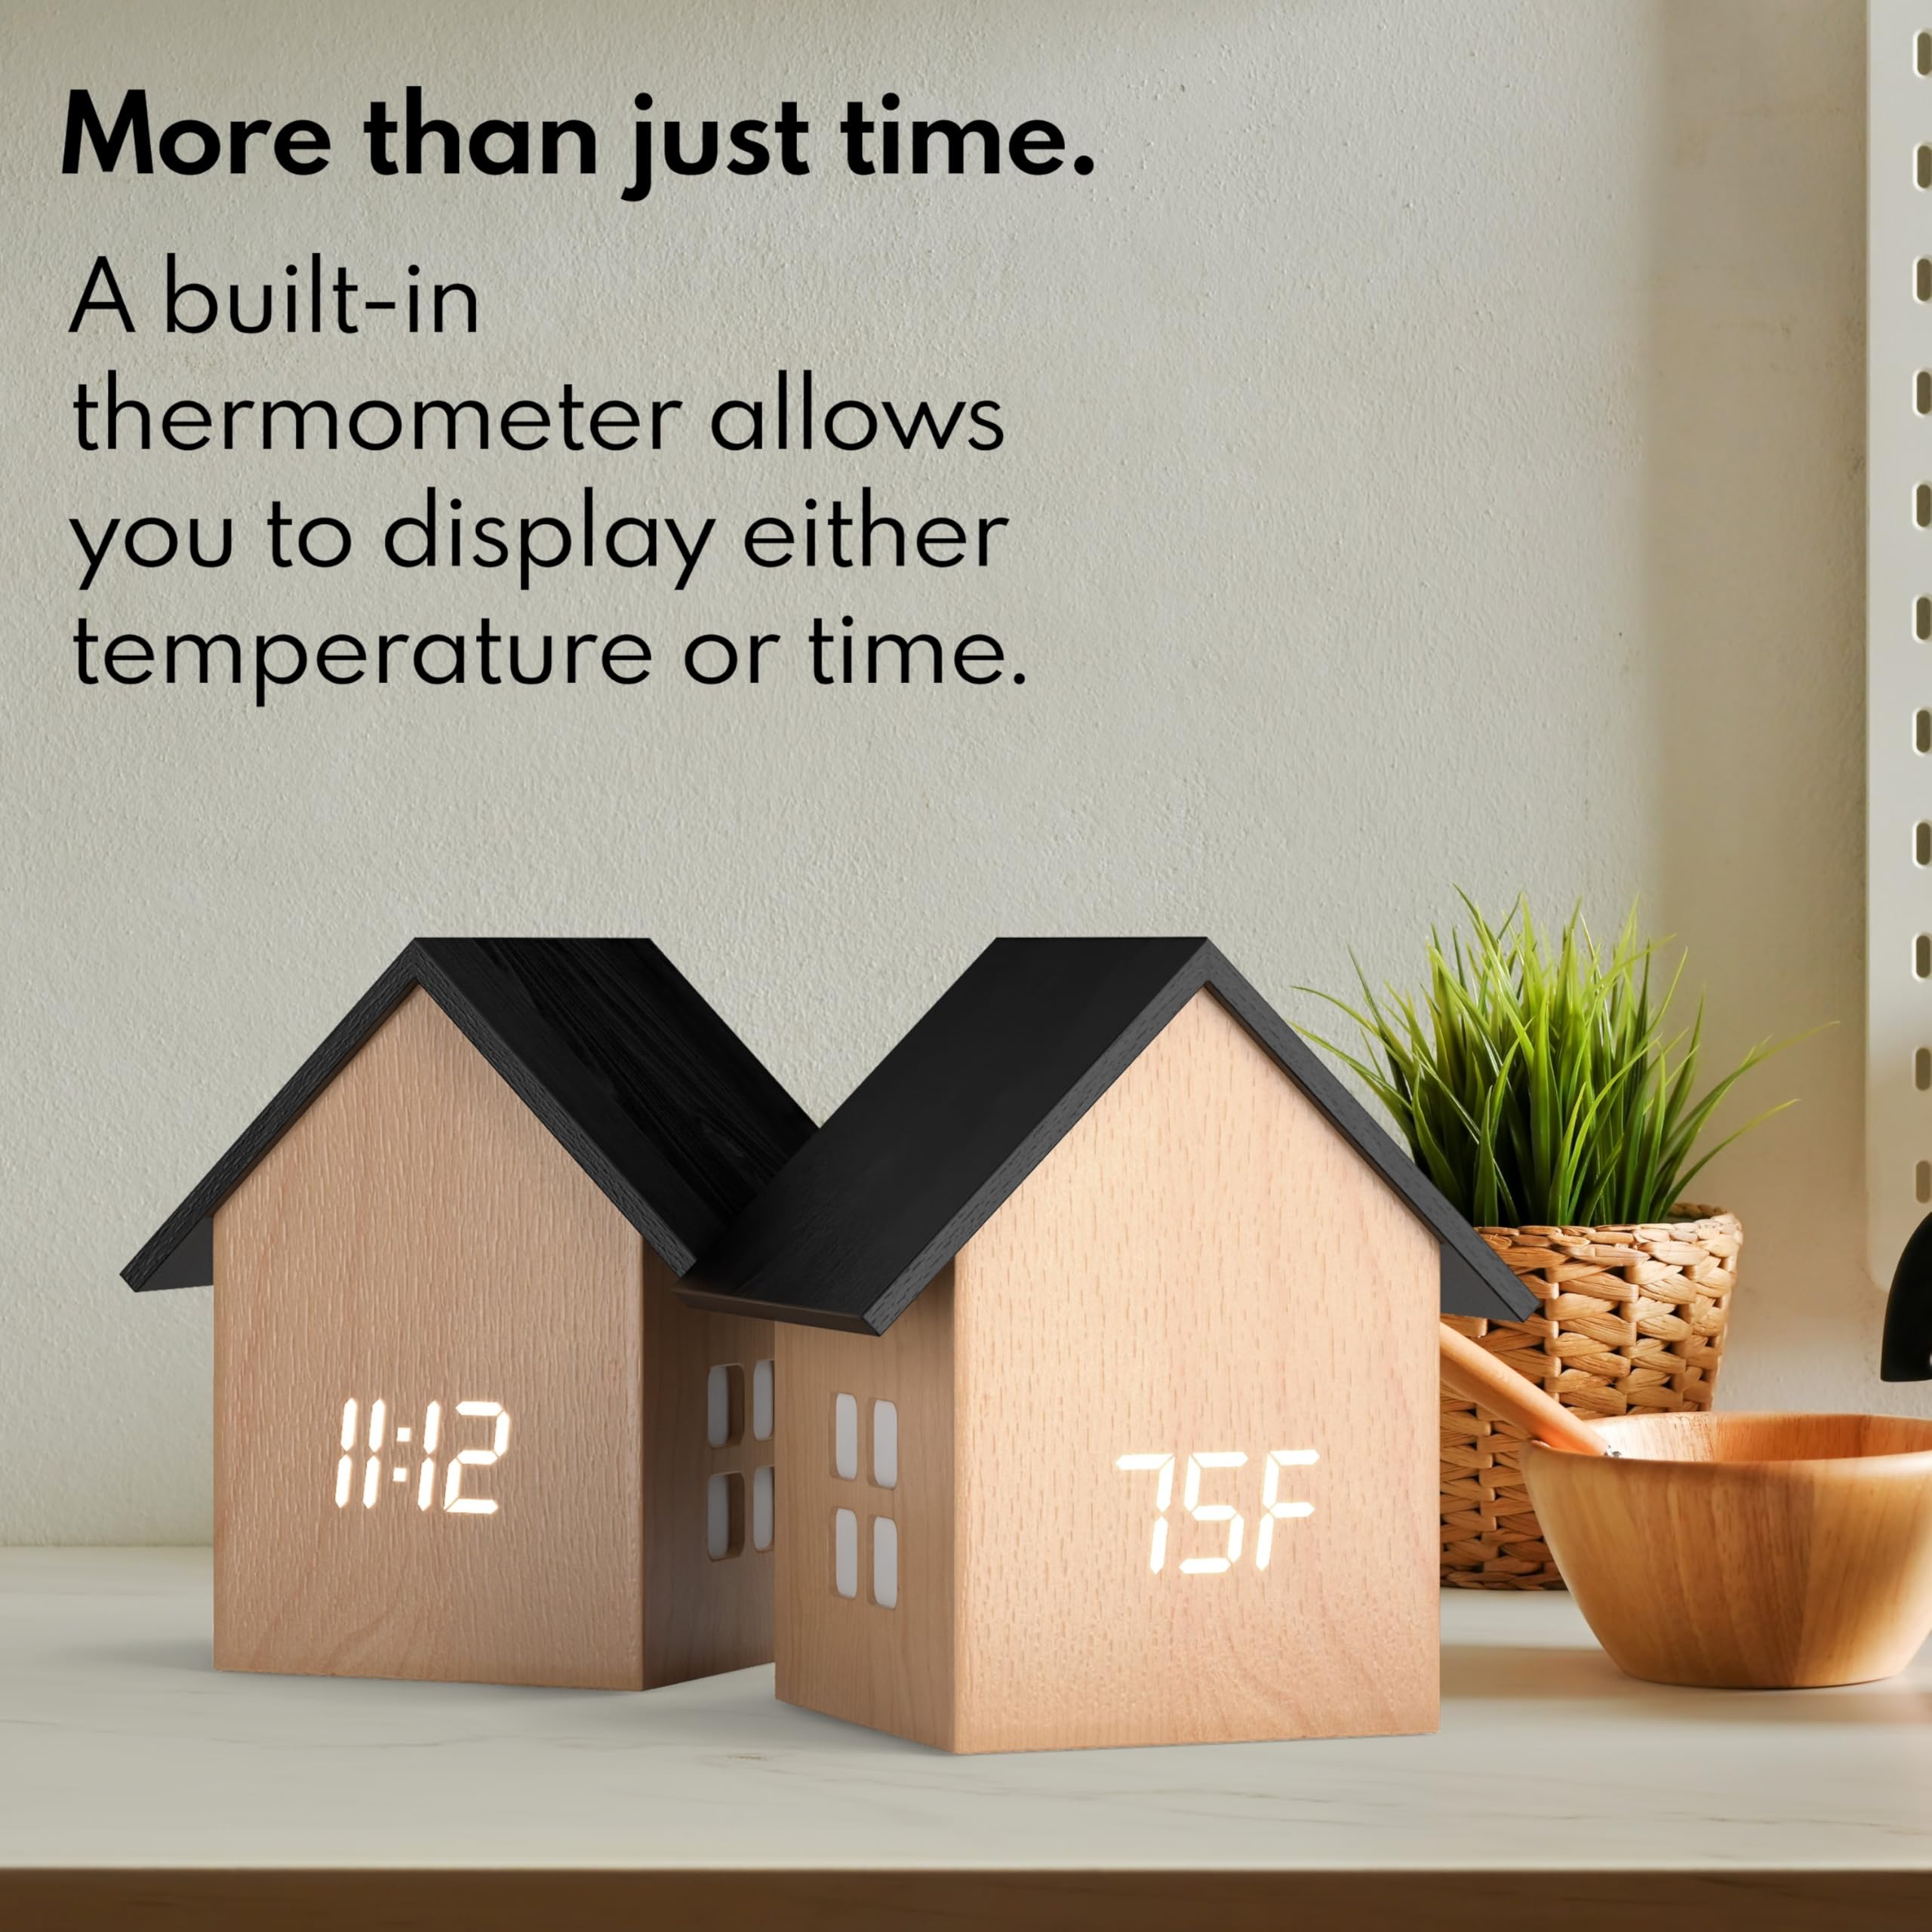 More than just time.
A built-in
thermometer allows
you to display either
temperature or time.
11:12
75F